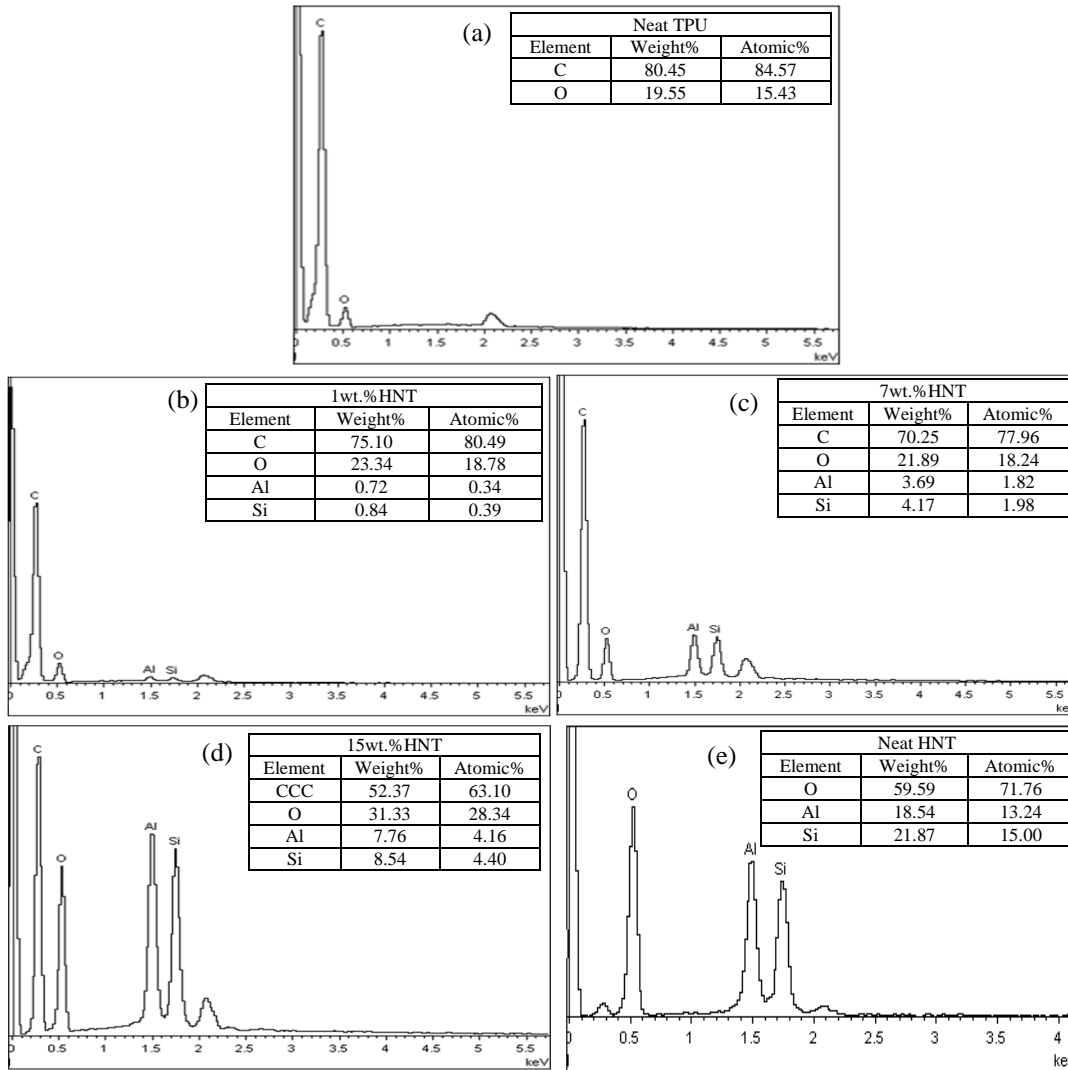 (a)
Neat TPU
Element Weight% Atomic%
C 80.45 84.57
O 19.55 15.43
C
O
0 0.5 1 1.5 2 2.5 3 3.5 4 4.5 5 5.5
keV
(b)
1wt.%HNT
Element Weight% Atomic%
C 75.10 80.49
O 23.34 18.78
Al 0.72 0.34
Si 0.84 0.39
C
O Al Si
0 0.5 1 1.5 2 2.5 3 3.5 4 4.5 5 5.5
keV
(c)
7wt.%HNT
Element Weight% Atomic%
C 70.25 77.96
O 21.89 18.24
Al 3.69 1.82
Si 4.17 1.98
C
O Al Si
0 0.5 1 1.5 2 2.5 3 3.5 4 4.5 5 5.5
keV
(d)
15wt.%HNT
Element Weight% Atomic%
CCC 52.37 63.10
O 31.33 28.34
Al 7.76 4.16
Si 8.54 4.40
C
O Al Si
0 0.5 1 1.5 2 2.5 3 3.5 4 4.5 5 5.5
keV
(e)
Neat HNT
Element Weight% Atomic%
O 59.59 71.76
Al 18.54 13.24
Si 21.87 15.00
O Al Si
0 0.5 1 1.5 2 2.5 3 3.5 4
ke